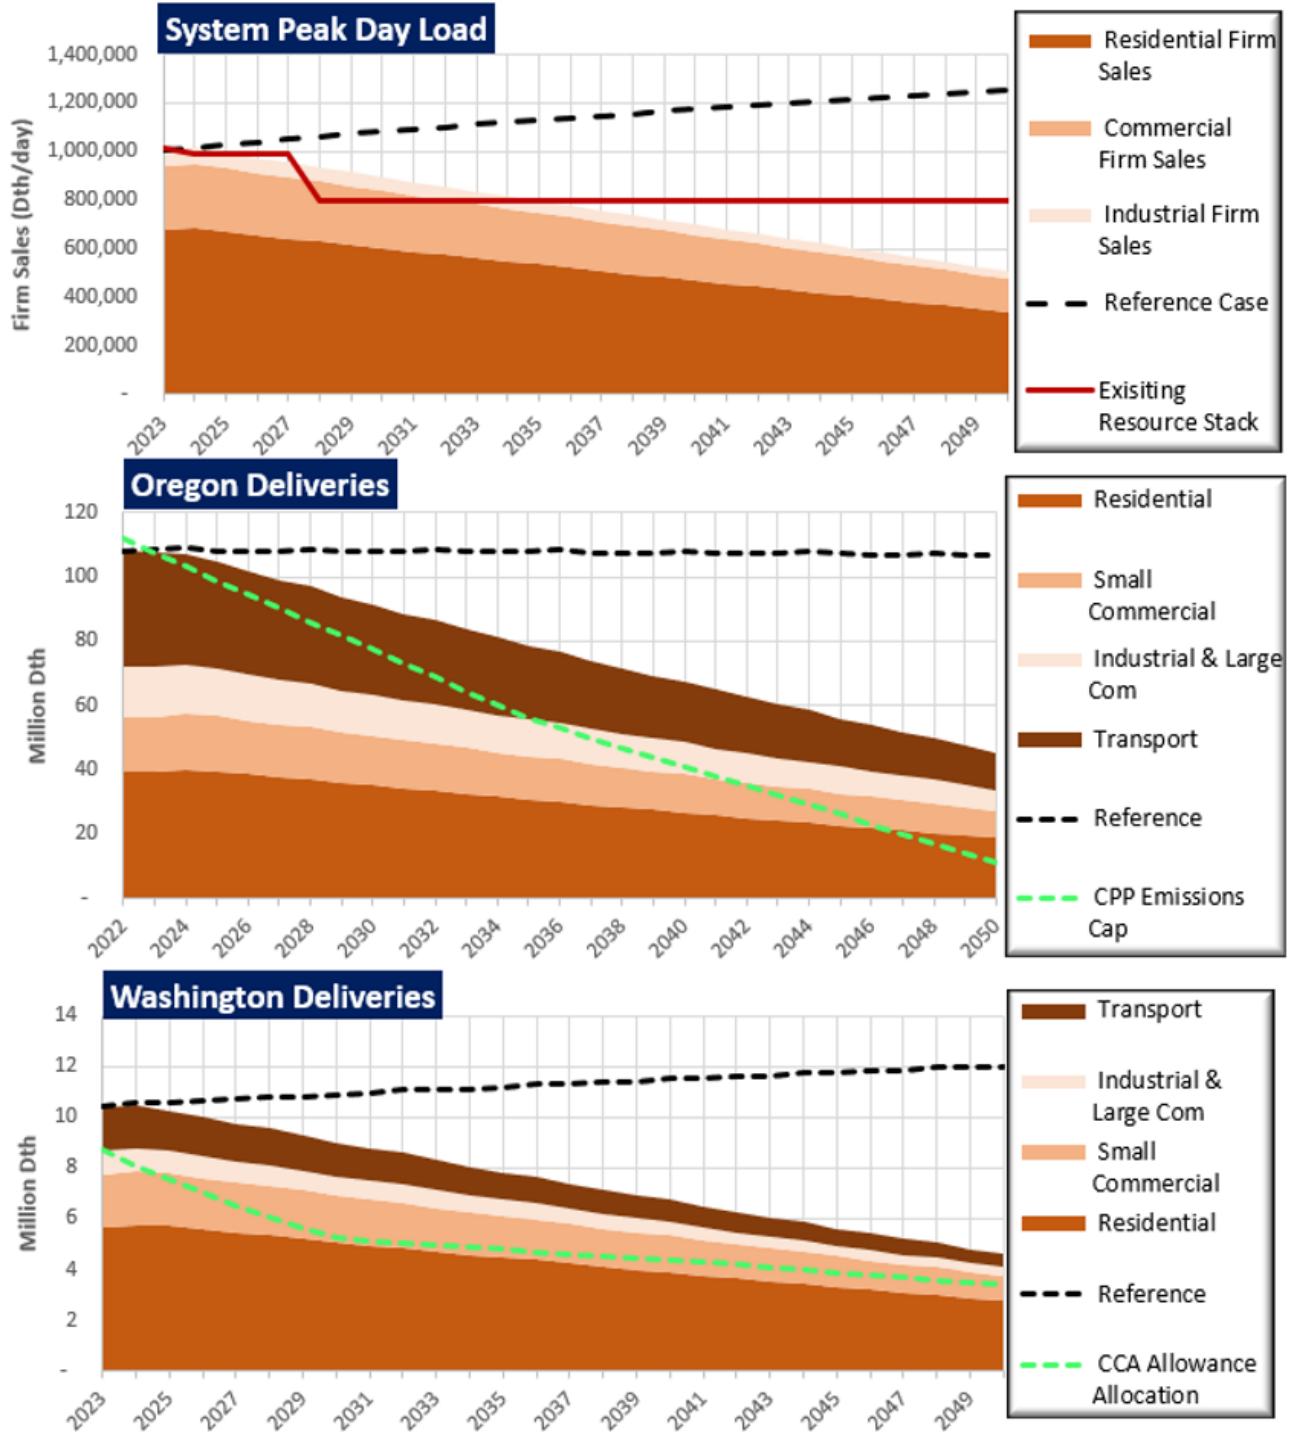 System Peak Day Load
Firm Sales (Dth/day)
1,400,000
1,200,000
1,000,000
800,000
600,000
400,000
200,000
-
2023
2025
2027
2029
2031
2033
2035
2037
2039
2041
2043
2045
2047
2049
Residential Firm
Sales
Commercial
Firm Sales
Industrial Firm
Sales
Reference Case
Exisiting
Resource Stack
Oregon Deliveries
Million Dth
120
100
80
60
40
20
-
2022
2024
2026
2028
2030
2032
2034
2036
2038
2040
2042
2044
2046
2048
2050
Residential
Small
Commercial
Industrial & Large
Com
Transport
Reference
CPP Emissions
Cap
Washington Deliveries
Million Dth
14
12
10
8
6
4
2
-
2023
2025
2027
2029
2031
2033
2035
2037
2039
2041
2043
2045
2047
2049
Transport
Industrial &
Large Com
Small
Commercial
Residential
Reference
CCA Allowance
Allocation